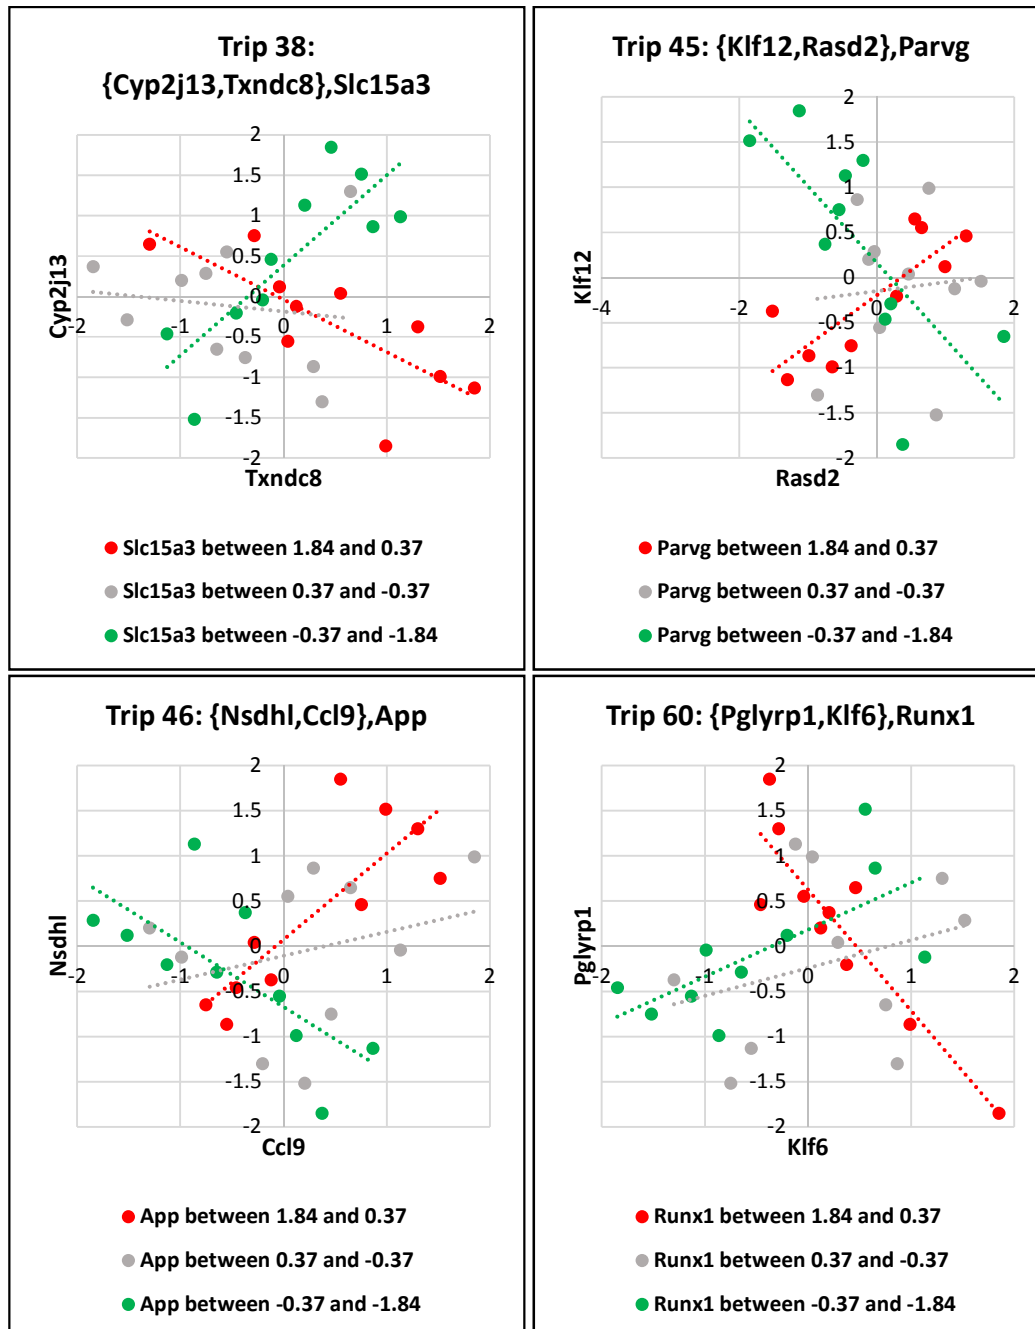 Trip 38:
{Cyp2j13,Txndc8},Slc15a3
2
1.5
1
0.5
0
-0.5
-1
-1.5
-2
-2
-1
0
1
2
Cyp2j13
Txndc8
Slc15a3 between 1.84 and 0.37
Slc15a3 between 0.37 and -0.37
Slc15a3 between -0.37 and -1.84
Trip 45: {Klf12,Rasd2},Parvg
2
1.5
1
0.5
0
-0.5
-1
-1.5
-2
-4
-2
0
2
Klf12
Rasd2
Parvg between 1.84 and 0.37
Parvg between 0.37 and -0.37
Parvg between -0.37 and -1.84
Trip 46: {Nsdhl,Ccl9},App
2
1.5
1
0.5
0
-0.5
-1
-1.5
-2
-2
-1
0
1
2
Nsdhl
Ccl9
App between 1.84 and 0.37
App between 0.37 and -0.37
App between -0.37 and -1.84
Trip 60: {Pglyrp1,Klf6},Runx1
2
1.5
1
0.5
0
-0.5
-1
-1.5
-2
-2
-1
0
1
2
Pglyrp1
Klf6
Runx1 between 1.84 and 0.37
Runx1 between 0.37 and -0.37
Runx1 between -0.37 and -1.84